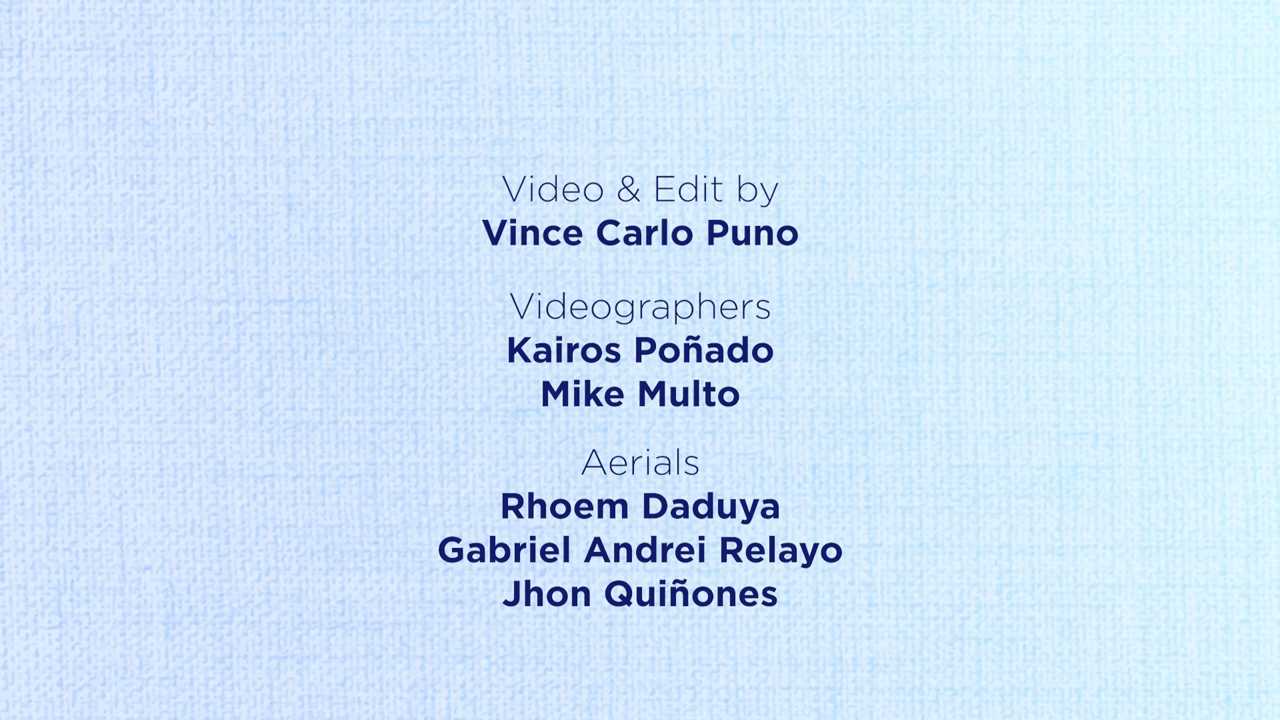 Video & Edit by
Vince Carlo Puno
Videographers
Kairos Poñado
Mike Multo
Aerials
Rhoem Daduya
Gabriel Andrei Relayo
Jhon Quiñones